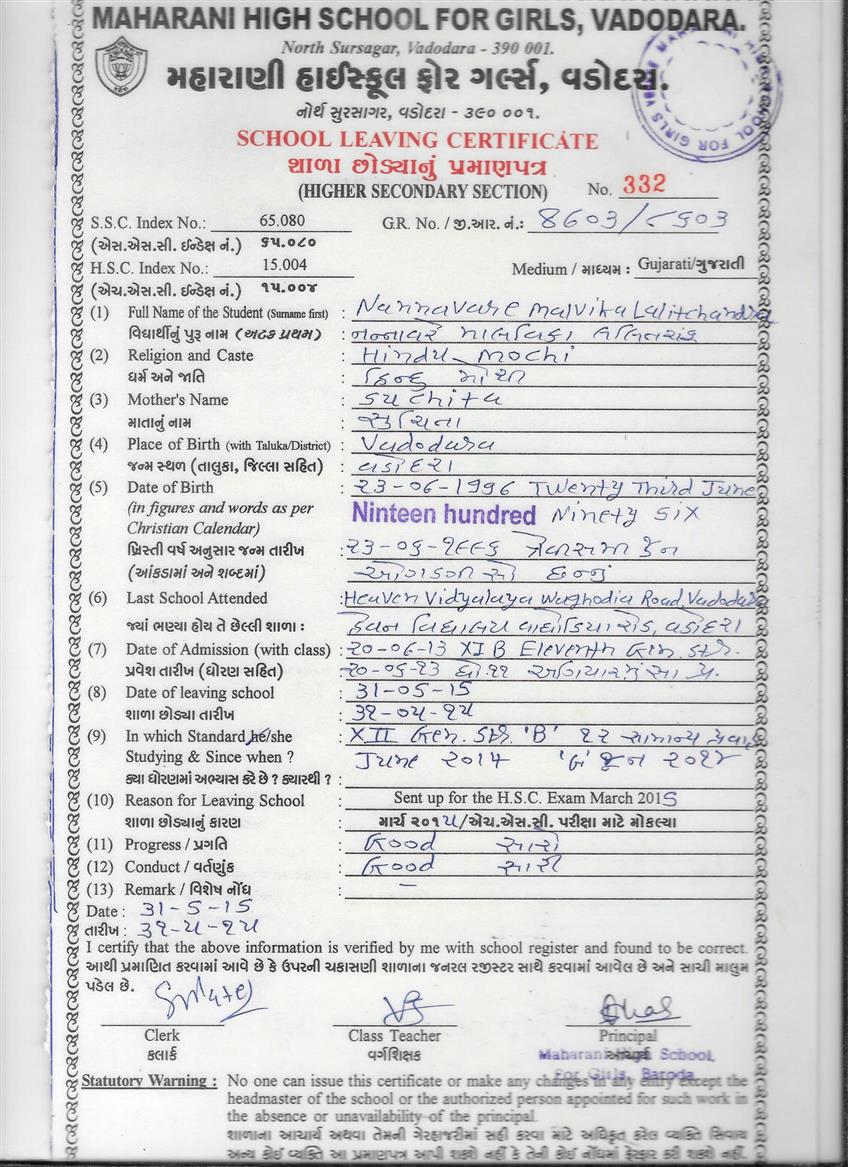 MAHARANI HIGH SCHOOL FOR GIRLS, VADODARA.
North Sursagar, Vadodara - 390 001.
મહારાણી હાઈસ્કૂલ ફોર ગર્લ્સ, વડોદરા.
નોર્થ સુરસાગર, વડોદરા - ૩૯૦ ૦૦૧.
SCHOOL LEAVING CERTIFICATE
શાળા છોડ્યાનું પ્રમાણપત્ર
(HIGHER SECONDARY SECTION) No. 332
S.S.C. Index No.: 65.080 GR. No. / જી.આર. નં.: 8603/૮૬૦૩
(એસ.એસ.સી. ઈન્ડેક્ષ નં.) ૬૫.૦૮૦
H.S.C. Index No.: 15.004 Medium / માધ્યમ : Gujarati/ગુજરાતી
(એચ.એસ.સી. ઈન્ડેક્ષ નં.) ૧૫.૦૦૪
(1) Full Name of the Student (Surname first) : Nannavare Malvika Lalitchandra
વિદ્યાર્થીનું પુરૂ નામ (અટક પ્રથમ) : નન્નાવરે માલવિકા લલિતચંદ્ર
(2) Religion and Caste : Hindu Mochi
ધર્મ અને જાતિ : હિન્દુ મોચી
(3) Mother's Name : Suchita
માતાનું નામ : સુચિતા
(4) Place of Birth (with Taluka/District) : Vadodara
જન્મ સ્થળ (તાલુકા, જિલ્લા સહિત) : વડોદરા
(5) Date of Birth : 23-06-1996 Twenty Third June
(in figures and words as per Ninteen hundred Ninety Six
Christian Calendar)
ખ્રિસ્તી વર્ષ અનુસાર જન્મ તારીખ : ૨૩-૦૬-૧૯૯૬ ત્રેવીસમી જૂન
(આંકડામાં અને શબ્દમાં) ઓગણીસ સો છન્નું
(6) Last School Attended : Heaven Vidyalaya Waghodia Road, Vadodara
જ્યાં ભણ્યા હોય તે છેલ્લી શાળા : હેવન વિદ્યાલય વાઘોડિયા રોડ, વડોદરા
(7) Date of Admission (with class) : 20-06-13 XI B Eleventh Gen. Str.
પ્રવેશ તારીખ (ધોરણ સહિત) : ૨૦-૦૬-૧૩ ધો ૧૧ અગિયારમું સા પ્ર.
(8) Date of leaving school : 31-05-15
શાળા છોડ્યા તારીખ : ૩૧-૦૫-૧૫
(9) In which Standard he/she : XII Gen. Str. 'B' ૧૨ સામાન્ય પ્રવાહ
Studying & Since when ? June 2014 'બ' જૂન ૨૦૧૪
ક્યા ધોરણમાં અભ્યાસ કરે છે ? ક્યારથી ? :
(10) Reason for Leaving School : Sent up for the H.S.C. Exam March 2015
શાળા છોડ્યાનું કારણ : માર્ચ ૨૦૧૫/એચ.એસ.સી. પરીક્ષા માટે મોકલ્યા
(11) Progress / પ્રગતિ : Good સારી
(12) Conduct / વર્તણુંક : Good સારી
(13) Remark / વિશેષ નોંધ : –
Date : 31-5-15
તારીખ : ૩૧-૫-૧૫
I certify that the above information is verified by me with school register and found to be correct.
આથી પ્રમાણિત કરવામાં આવે છે કે ઉપરની ચકાસણી શાળાના જનરલ રજીસ્ટર સાથે કરવામાં આવેલ છે અને સાચી માલુમ
પડેલ છે.
Clerk Class Teacher Principal
કલાર્ક વર્ગશિક્ષક આચાર્ય
Maharani High School
For Girls, Baroda
Statutory Warning : No one can issue this certificate or make any changes in any entry except the
headmaster of the school or the authorized person appointed for such work in
the absence or unavailability of the principal.
શાળાના આચાર્ય અથવા તેમની ગેરહાજરીમાં સહી કરવા માટે અધિકૃત કરેલ વ્યક્તિ સિવાય
અન્ય કોઈ વ્યક્તિ આ પ્રમાણપત્ર આપી શકશે નહીં કે તેની કોઈ નોંધમાં ફેરફાર કરી શકશે નહીં.